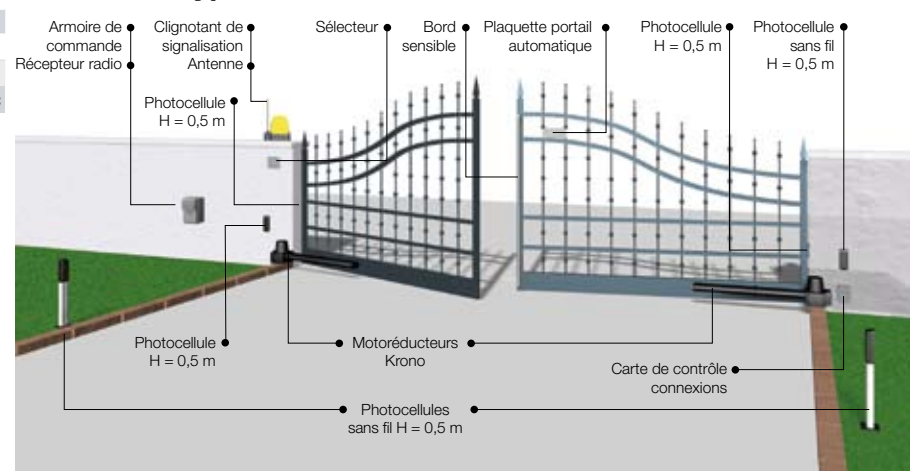 Armoire de
commande
Récepteur radio
Clignotant de
signalisation
Antenne
Sélecteur
Bord
sensible
Plaquette portail
automatique
Photocellule
H = 0,5 m
Photocellule
sans fil
H = 0,5 m
Photocellule
H = 0,5 m
Photocellule
H = 0,5 m
Motoréducteurs
Krono
Carte de contrôle
connexions
Photocellules
sans fil H = 0,5 m